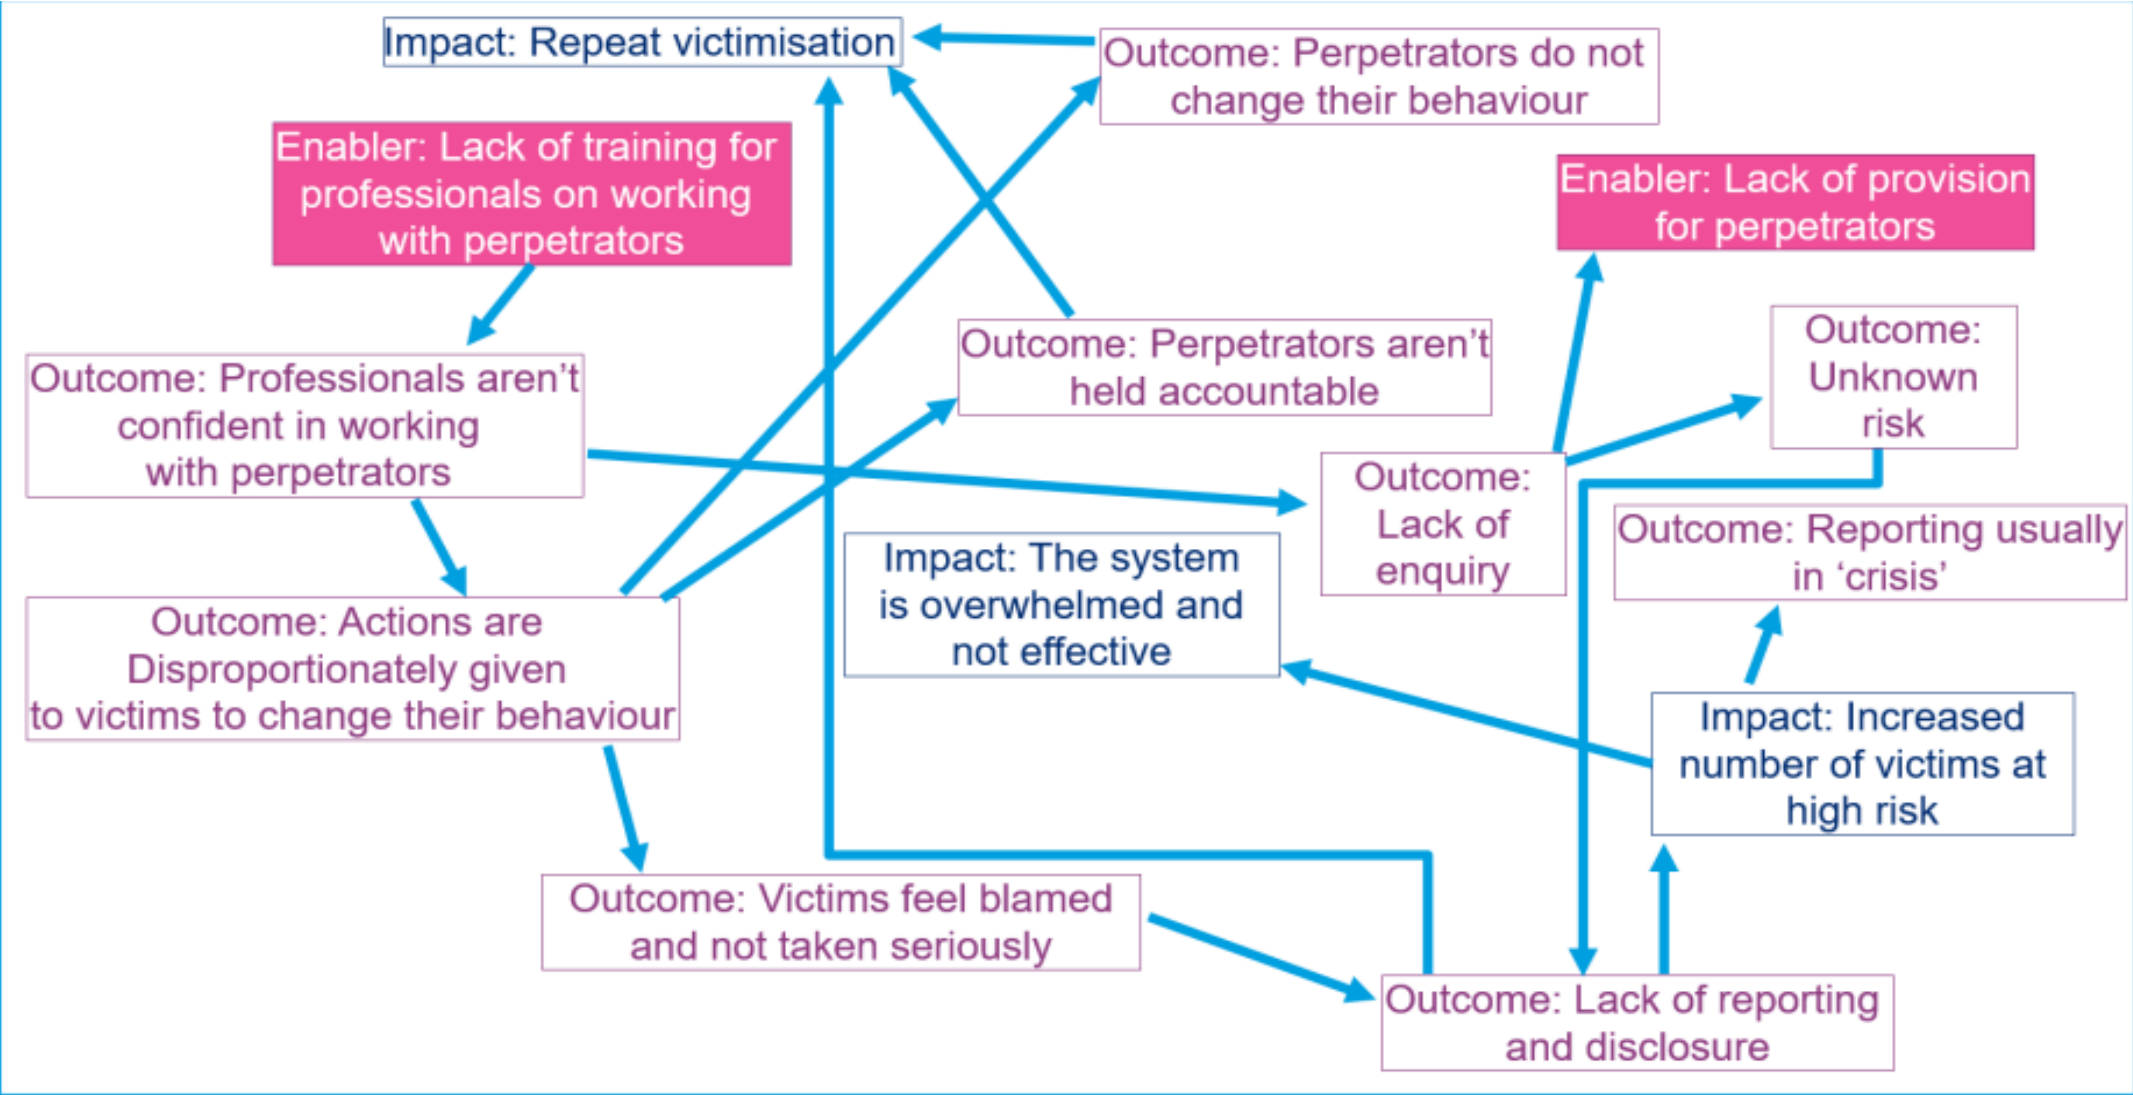 Impact: Repeat victimisation
Outcome: Perpetrators do not
change their behaviour
Enabler: Lack of training for
professionals on working
with perpetrators
Enabler: Lack of provision
for perpetrators
Outcome: Perpetrators aren’t
held accountable
Outcome:
Unknown
risk
Outcome: Professionals aren’t
confident in working
with perpetrators
Outcome:
Lack of
enquiry
Outcome: Reporting usually
in ‘crisis’
Impact: The system
is overwhelmed and
not effective
Outcome: Actions are
Disproportionately given
to victims to change their behaviour
Impact: Increased
number of victims at
high risk
Outcome: Victims feel blamed
and not taken seriously
Outcome: Lack of reporting
and disclosure